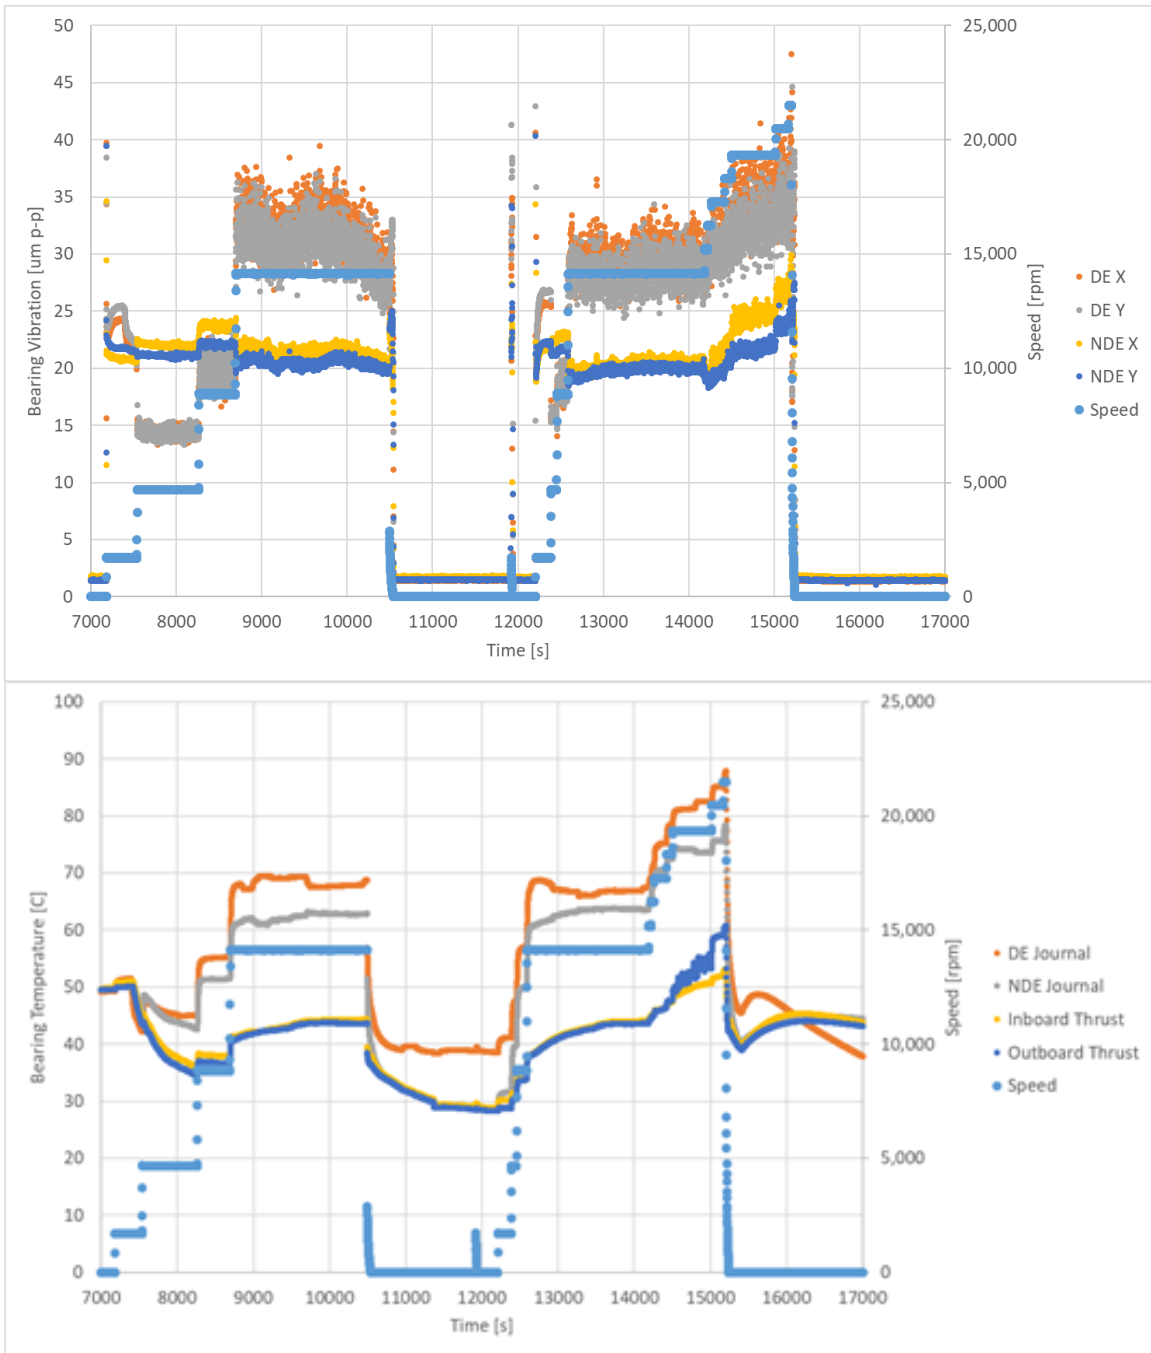 50
45
40
35
30
25
20
15
10
5
0
Bearing Vibration [um p-p]
25,000
20,000
15,000
10,000
5,000
0
Speed [rpm]
7000 8000 9000 10000 11000 12000 13000 14000 15000 16000 17000
Time [s]
DE X
DE Y
NDE X
NDE Y
Speed
100
90
80
70
60
50
40
30
20
10
0
Bearing Temperature [C]
25,000
20,000
15,000
10,000
5,000
0
Speed [rpm]
7000 8000 9000 10000 11000 12000 13000 14000 15000 16000 17000
Time [s]
DE Journal
NDE Journal
Inboard Thrust
Outboard Thrust
Speed